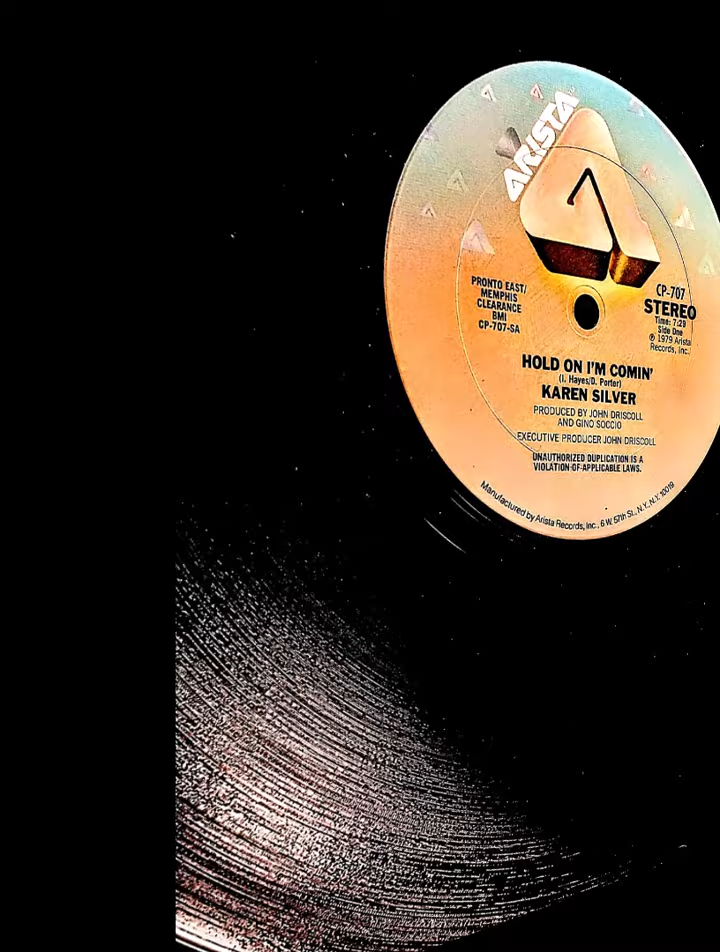 ARISTA
PRONTO EAST/
MEMPHIS
CLEARANCE
BMI
CP-707-SA
CP-707
STEREO
Time: 7:29
Side One
℗ 1979 Arista
Records, Inc.
HOLD ON I'M COMIN'
(I. Hayes/D. Porter)
KAREN SILVER
PRODUCED BY JOHN DRISCOLL
AND GINO SOCCIO
EXECUTIVE PRODUCER JOHN DRISCOLL
UNAUTHORIZED DUPLICATION IS A
VIOLATION OF APPLICABLE LAWS.
Manufactured by Arista Records, Inc., 6 W. 57th St., N.Y., N.Y. 10019